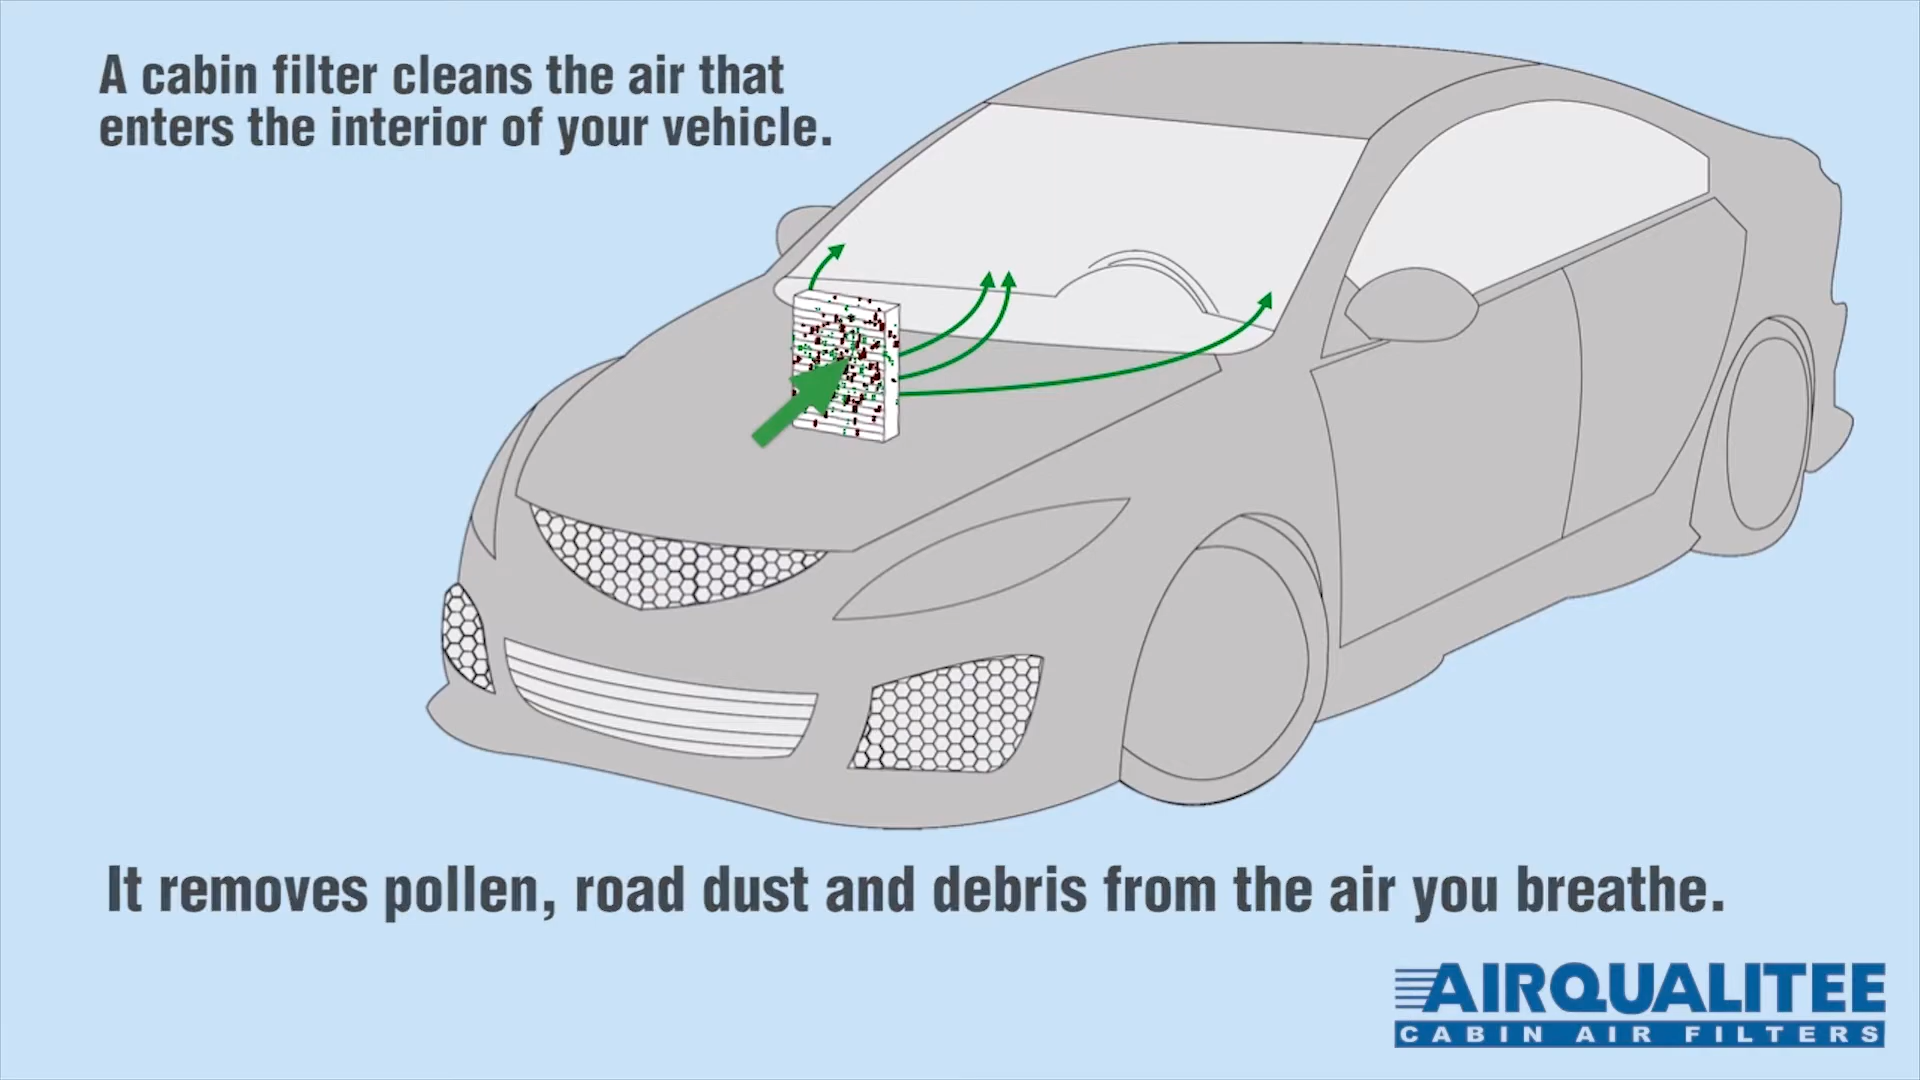 A cabin filter cleans the air that
enters the interior of your vehicle.
It removes pollen, road dust and debris from the air you breathe.
AIRQUALITEE
CABIN AIR FILTERS